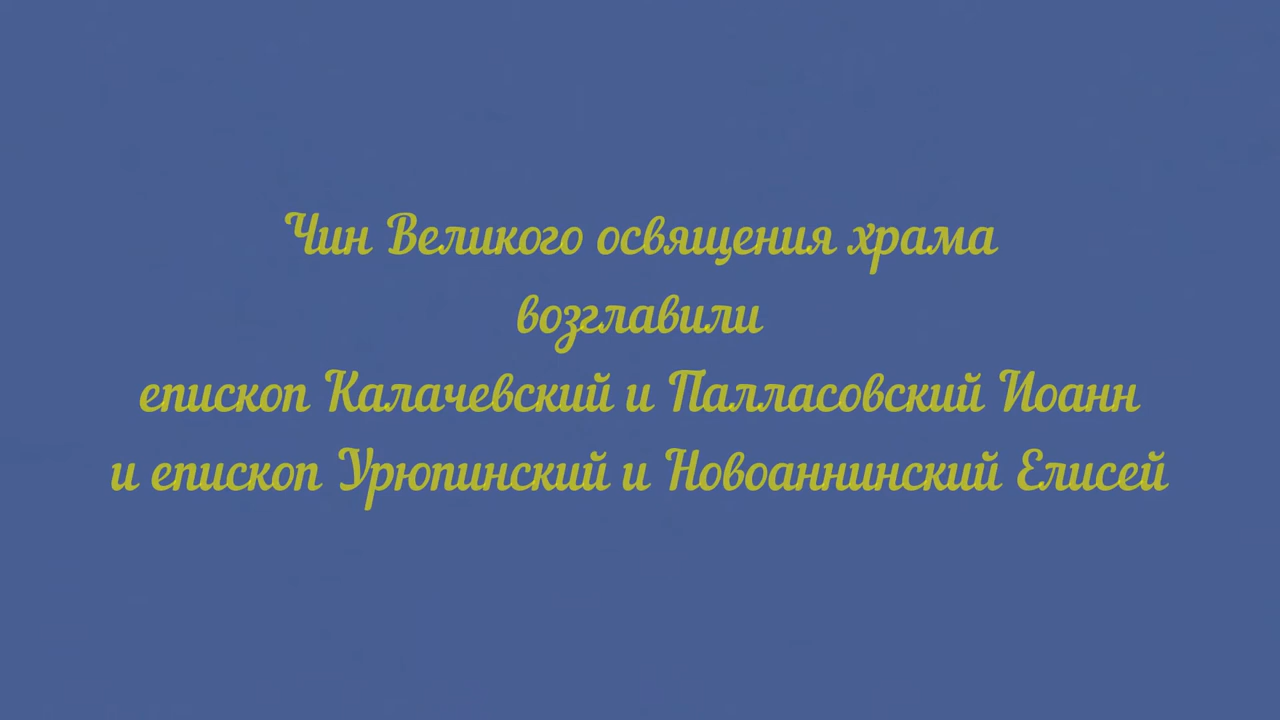 Чин Великого освящения храма
возглавили
епископ Калачевский и Палласовский Иоанн
и епископ Урюпинский и Новоаннинский Елисей